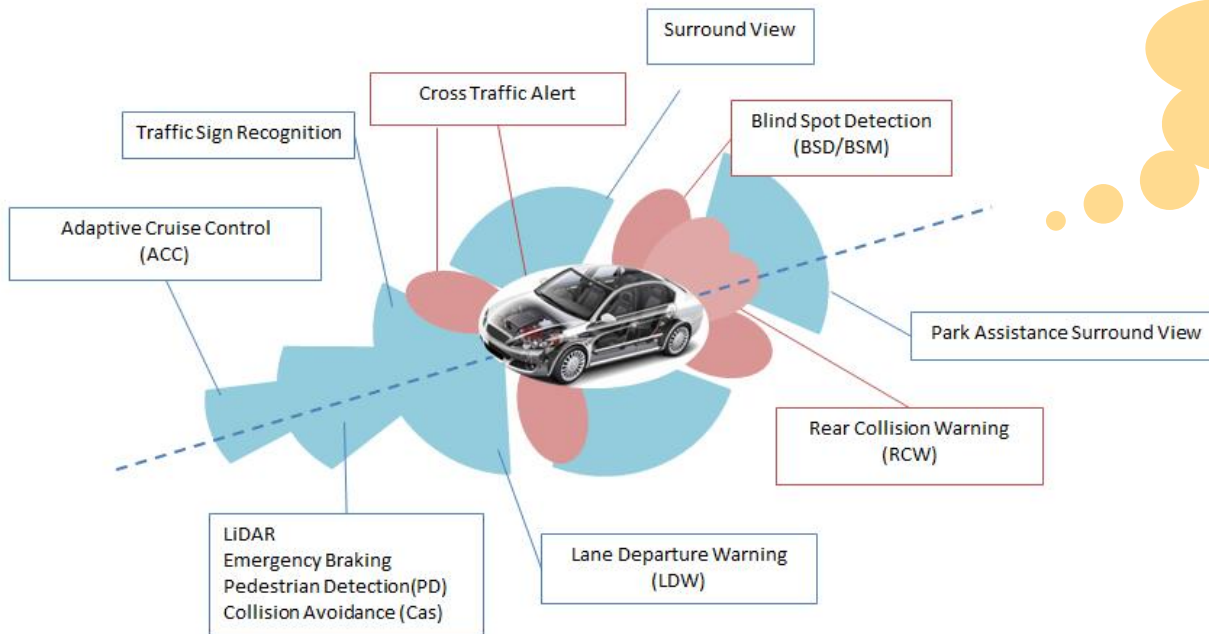 Surround View
Cross Traffic Alert
Blind Spot Detection
(BSD/BSM)
Traffic Sign Recognition
Adaptive Cruise Control
(ACC)
Park Assistance Surround View
Rear Collision Warning
(RCW)
LiDAR
Emergency Braking
Pedestrian Detection(PD)
Collision Avoidance (Cas)
Lane Departure Warning
(LDW)